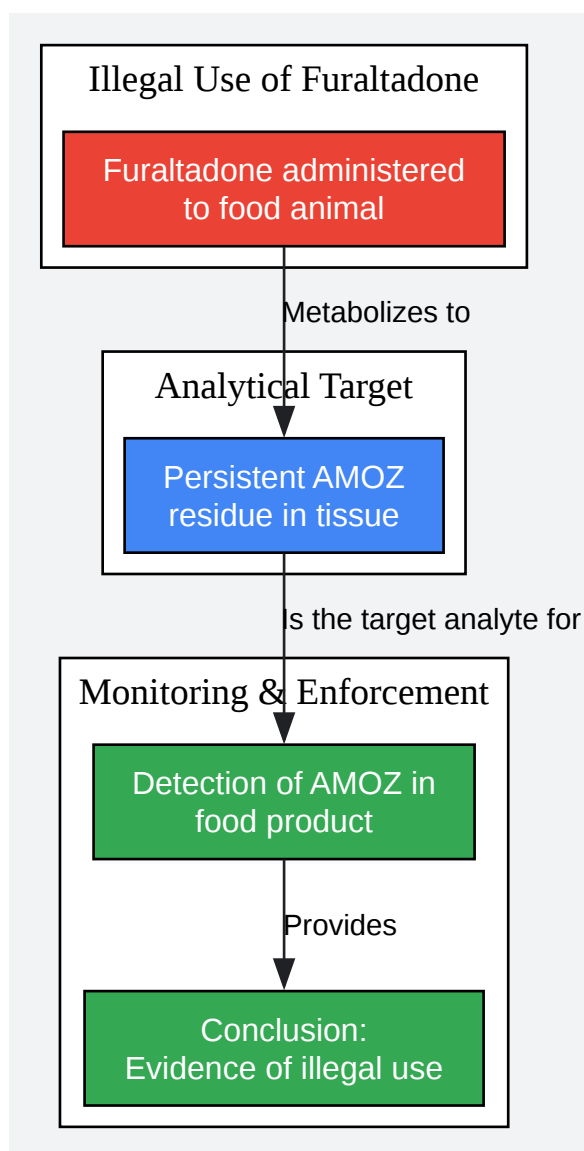 Illegal Use of Furaltadone
Furaltadone administered
to food animal
Metabolizes to
Analytical Target
Persistent AMOZ
residue in tissue
Is the target analyte for
Monitoring & Enforcement
Detection of AMOZ in
food product
Provides
Conclusion:
Evidence of illegal use